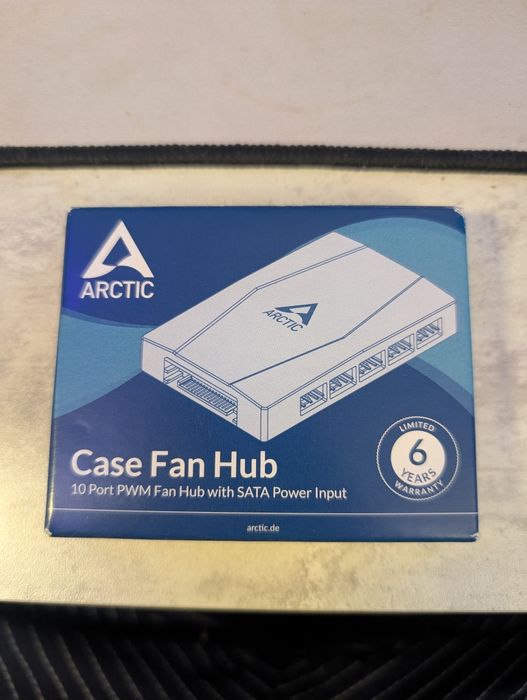 ARCTIC
ARCTIC
Case Fan Hub
10 Port PWM Fan Hub with SATA Power Input
LIMITED
6
YEARS
WARRANTY
arctic.de